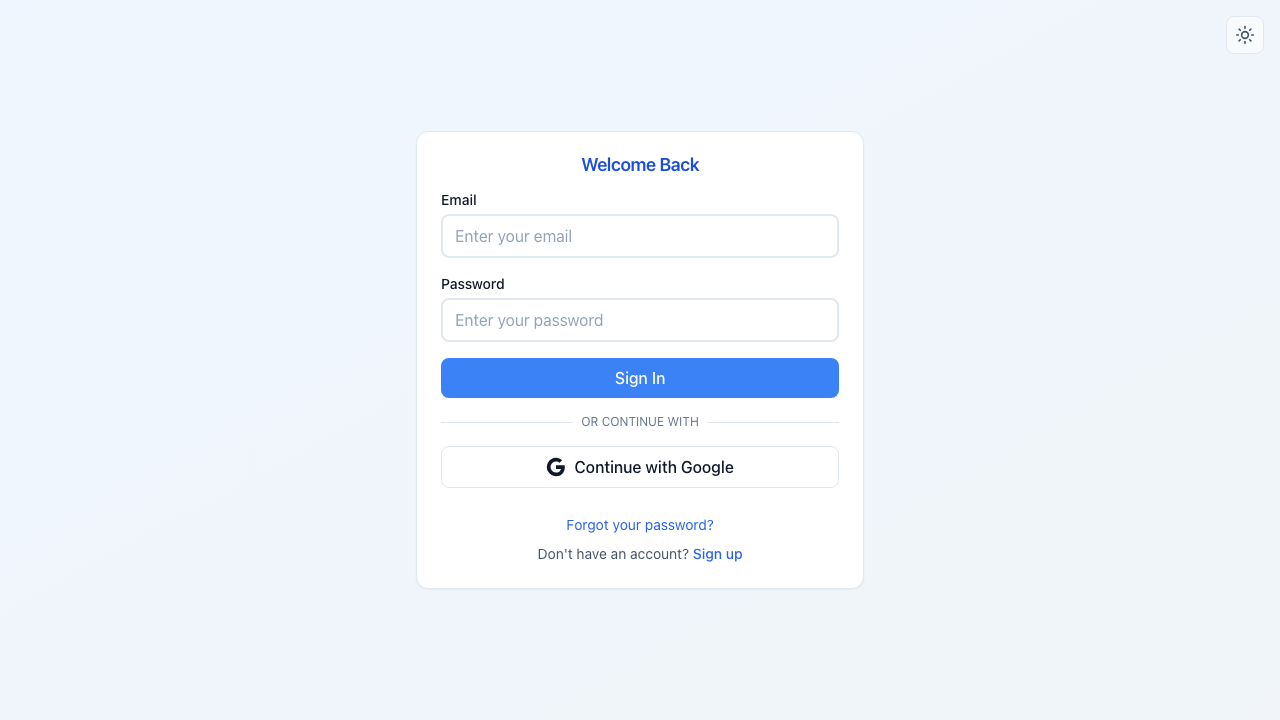 Welcome Back
Email
Enter your email
Password
Enter your password
Sign In
OR CONTINUE WITH
Continue with Google
Forgot your password?
Don't have an account? Sign up